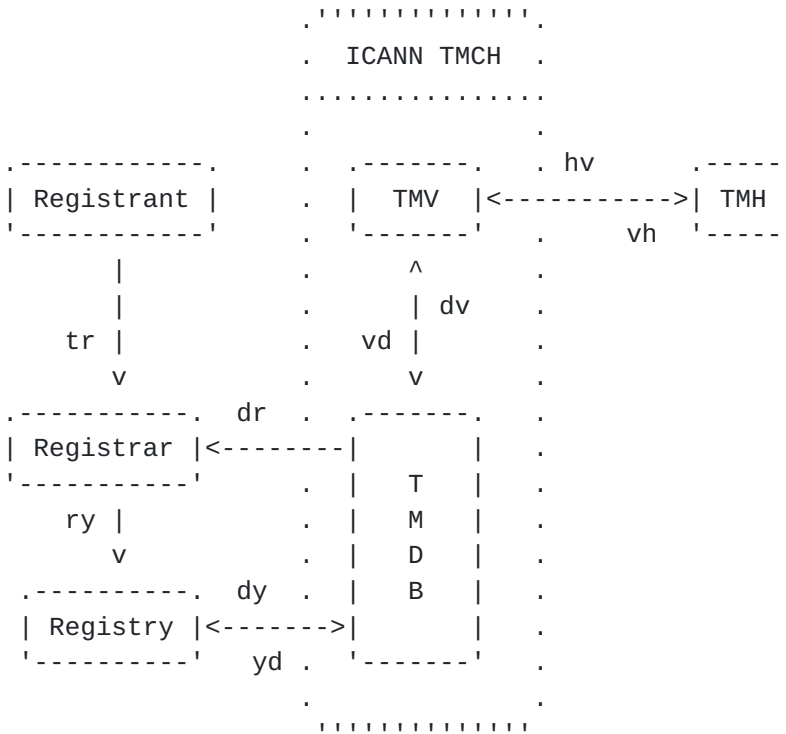 ICANN TMCH
hv
Registrant TMV TMH
vh
dv
tr vd
dr
Registrar
T
ry M
D
dy B
Registry
yd